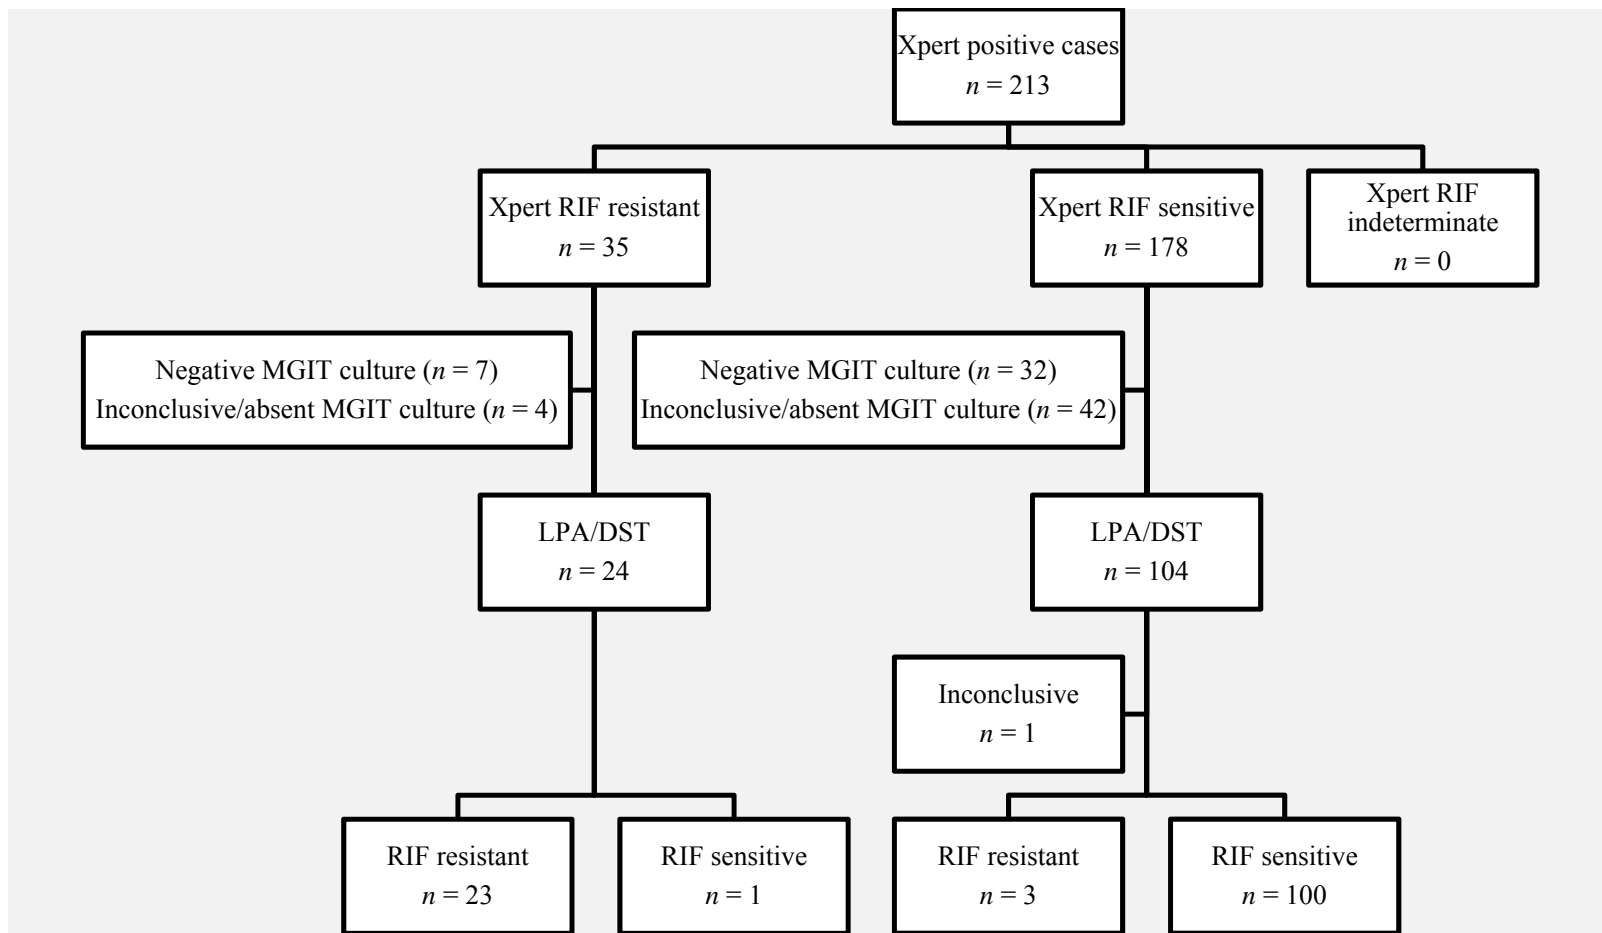 Xpert positive cases
n = 213
Xpert RIF resistant
n = 35
Xpert RIF sensitive
n = 178
Xpert RIF
indeterminate
n = 0
Negative MGIT culture (n = 7)
Inconclusive/absent MGIT culture (n = 4)
Negative MGIT culture (n = 32)
Inconclusive/absent MGIT culture (n = 42)
LPA/DST
n = 24
LPA/DST
n = 104
Inconclusive
n = 1
RIF resistant
n = 23
RIF sensitive
n = 1
RIF resistant
n = 3
RIF sensitive
n = 100